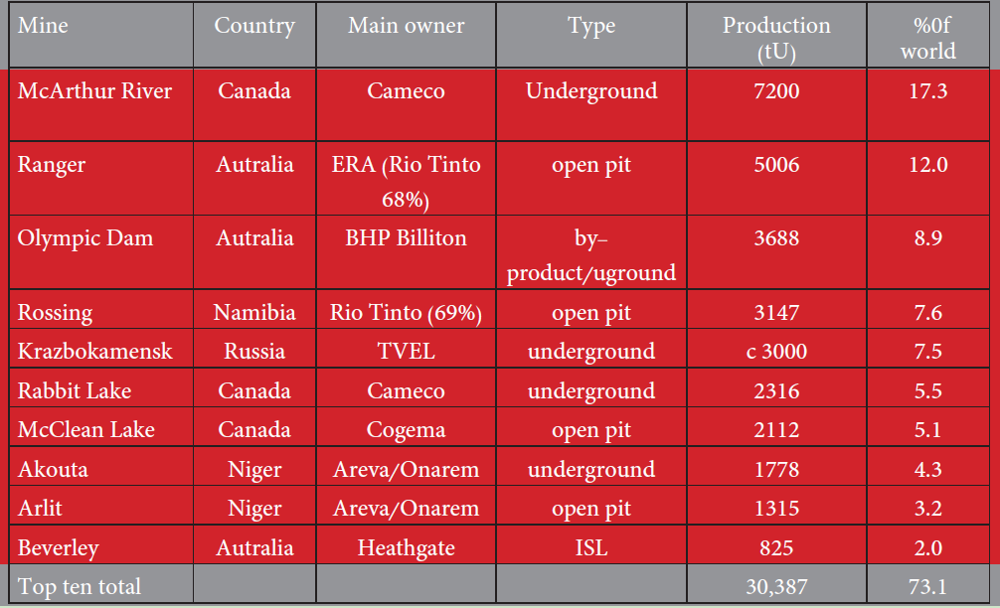 Mine Country Main owner Type Production (tU) %0f world
McArthur River Canada Cameco Underground 7200 17.3
Ranger Autralia ERA (Rio Tinto 68%) open pit 5006 12.0
Olympic Dam Autralia BHP Billiton by–product/uground 3688 8.9
Rossing Namibia Rio Tinto (69%) open pit 3147 7.6
Krazbokamensk Russia TVEL underground c 3000 7.5
Rabbit Lake Canada Cameco underground 2316 5.5
McClean Lake Canada Cogema open pit 2112 5.1
Akouta Niger Areva/Onarem underground 1778 4.3
Arlit Niger Areva/Onarem open pit 1315 3.2
Beverley Autralia Heathgate ISL 825 2.0
Top ten total 30,387 73.1